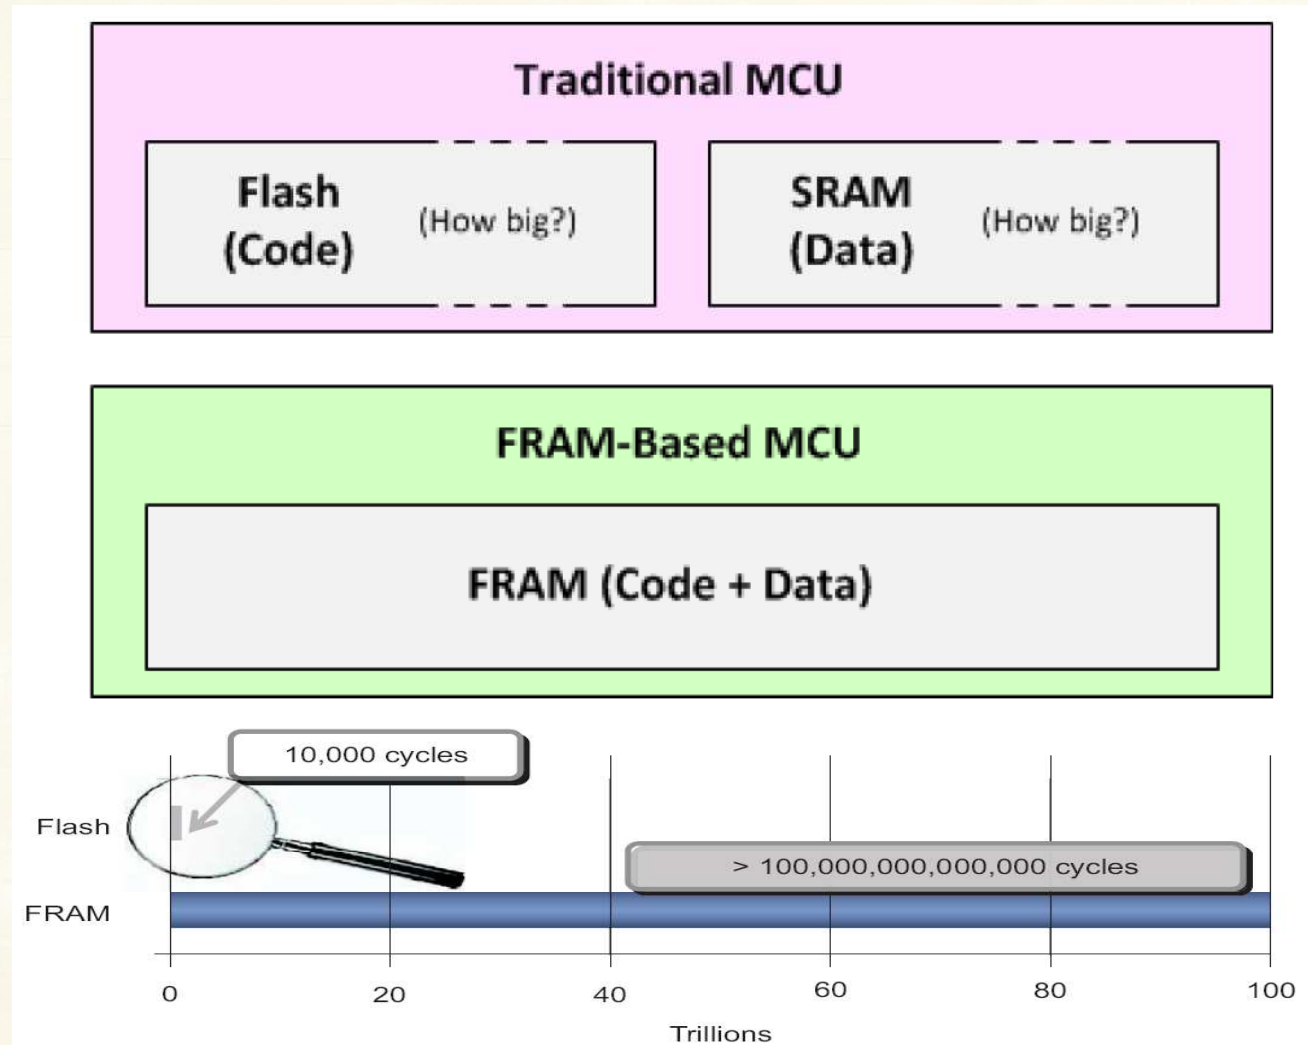 Traditional MCU
Flash
(Code)
(How big?)
SRAM
(Data)
(How big?)
FRAM-Based MCU
FRAM (Code + Data)
10,000 cycles
Flash
> 100,000,000,000,000 cycles
FRAM
0 20 40 60 80 100
Trillions